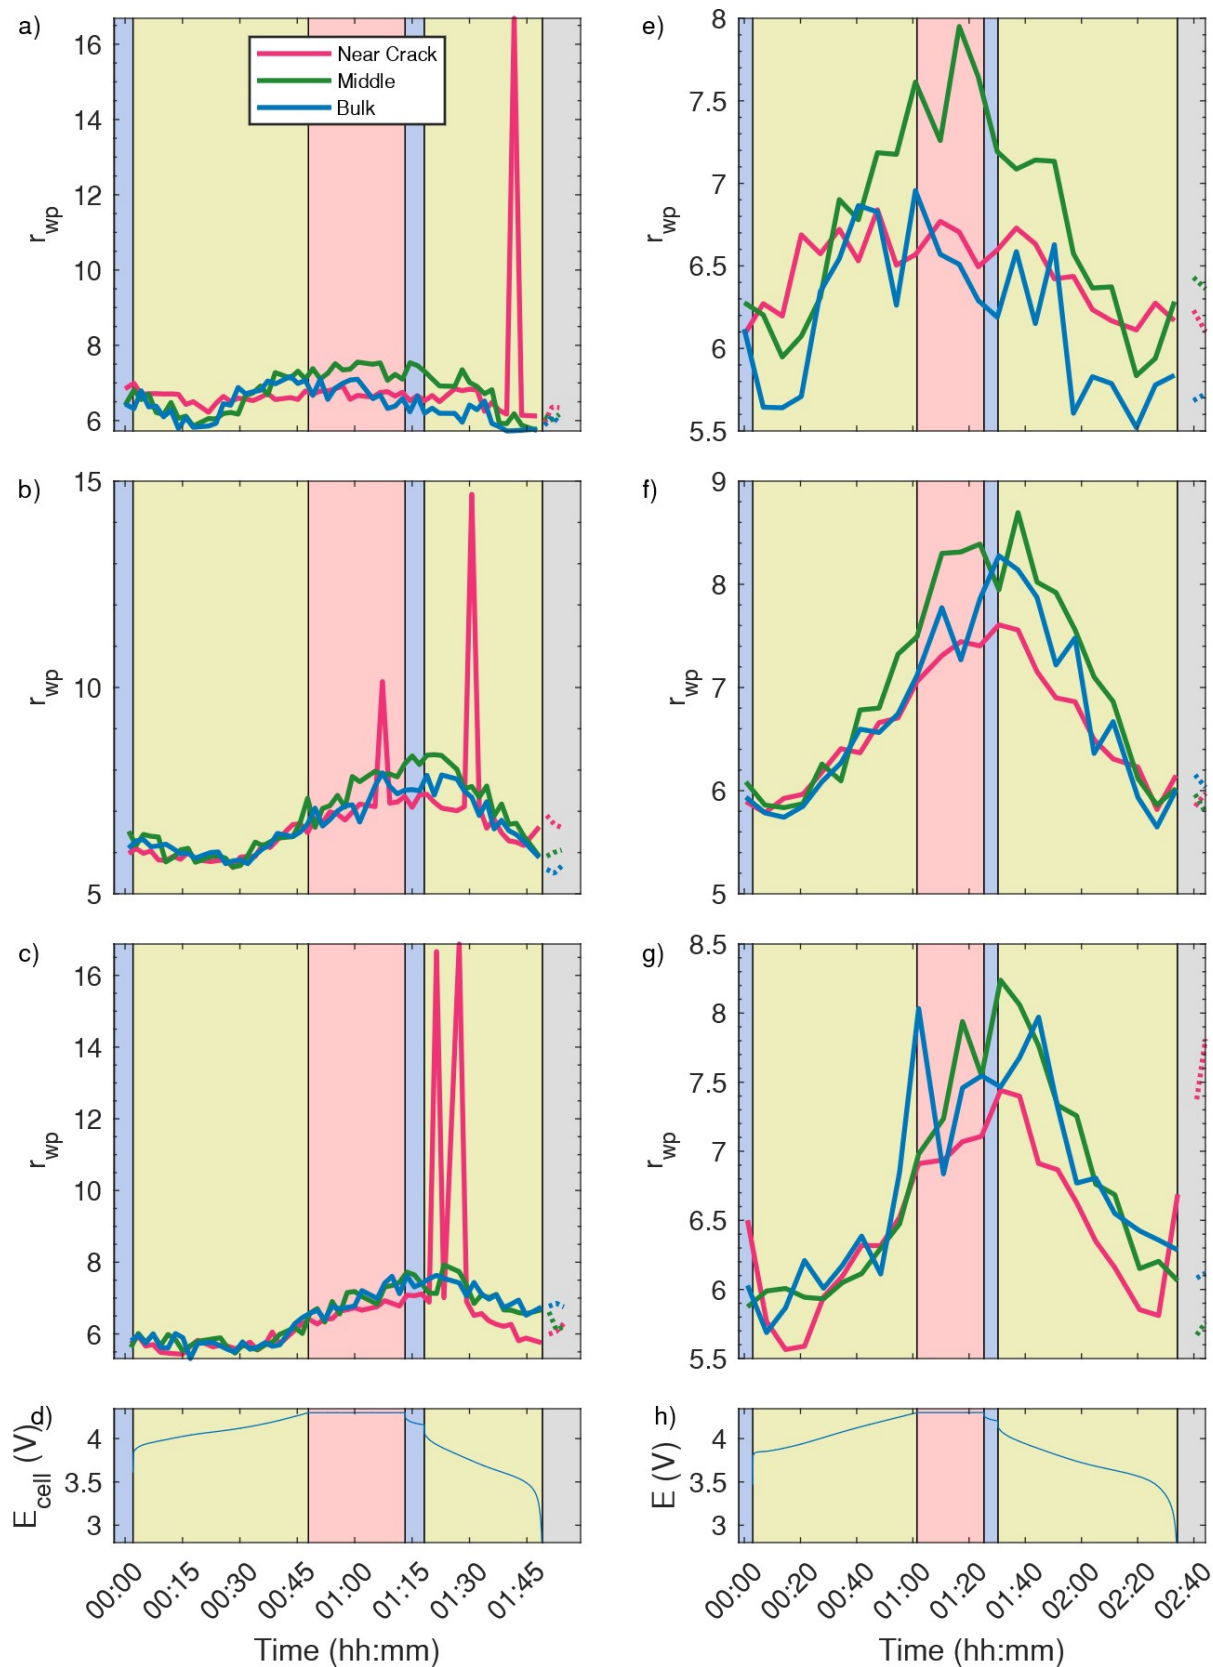 a)
16
14
12
10
8
6
r_wp
Near Crack
Middle
Bulk
e)
8
7.5
7
6.5
6
5.5
r_wp
b)
15
10
5
r_wp
f)
9
8
7
6
5
r_wp
c)
16
14
12
10
8
6
r_wp
g)
8.5
8
7.5
7
6.5
6
5.5
r_wp
d)
4
3.5
3
E_cell (V)
00:00 00:15 00:30 00:45 01:00 01:15 01:30 01:45
Time (hh:mm)
h)
4
3.5
3
E (V)
00:00 00:20 00:40 01:00 01:20 01:40 02:00 02:20 02:40
Time (hh:mm)